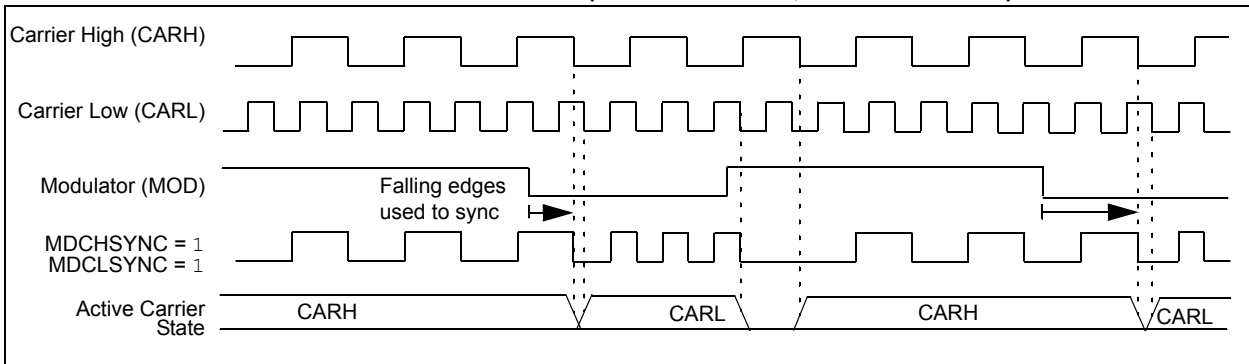 Carrier High (CARH)
Carrier Low (CARL)
Modulator (MOD)
Falling edges
used to sync
MDCHSYNC = 1
MDCLSYNC = 1
Active Carrier
State
CARH
CARL
CARH
CARL